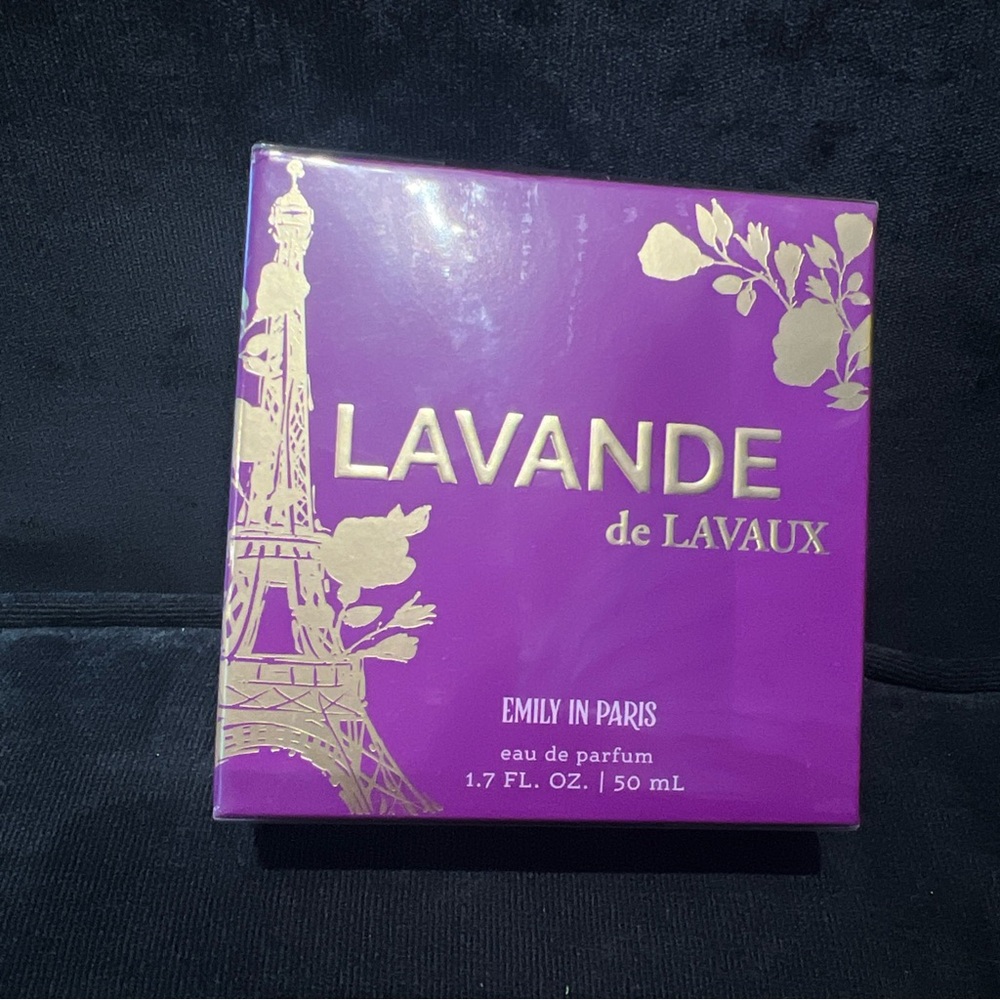 LAVANDE
de LAVAUX
EMILY IN PARIS
eau de parfum
1.7 FL. OZ. | 50 mL